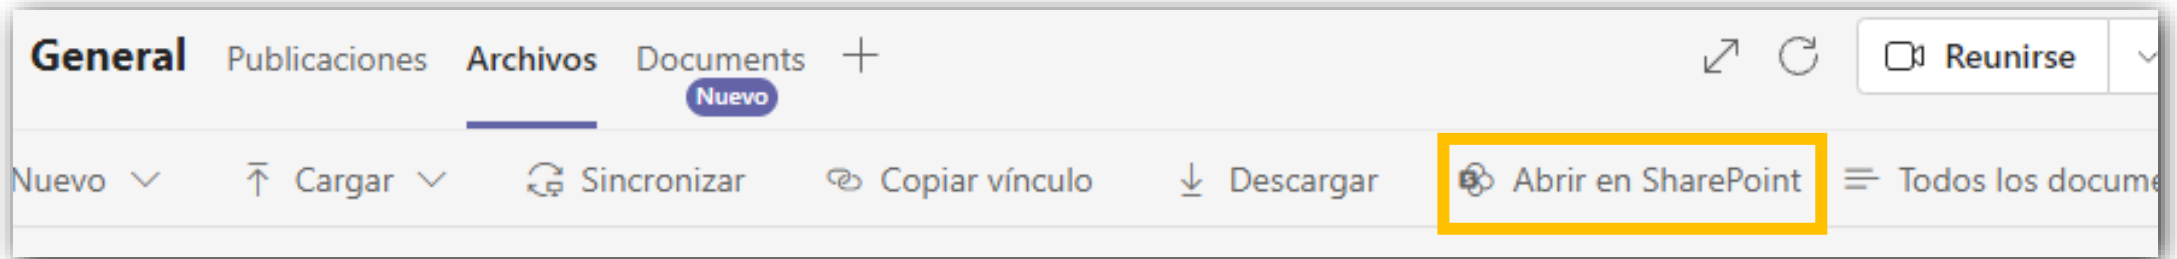 General Publicaciones Archivos Documents Reunirse
Nuevo
Nuevo Cargar Sincronizar Copiar vínculo Descargar Abrir en SharePoint Todos los docume